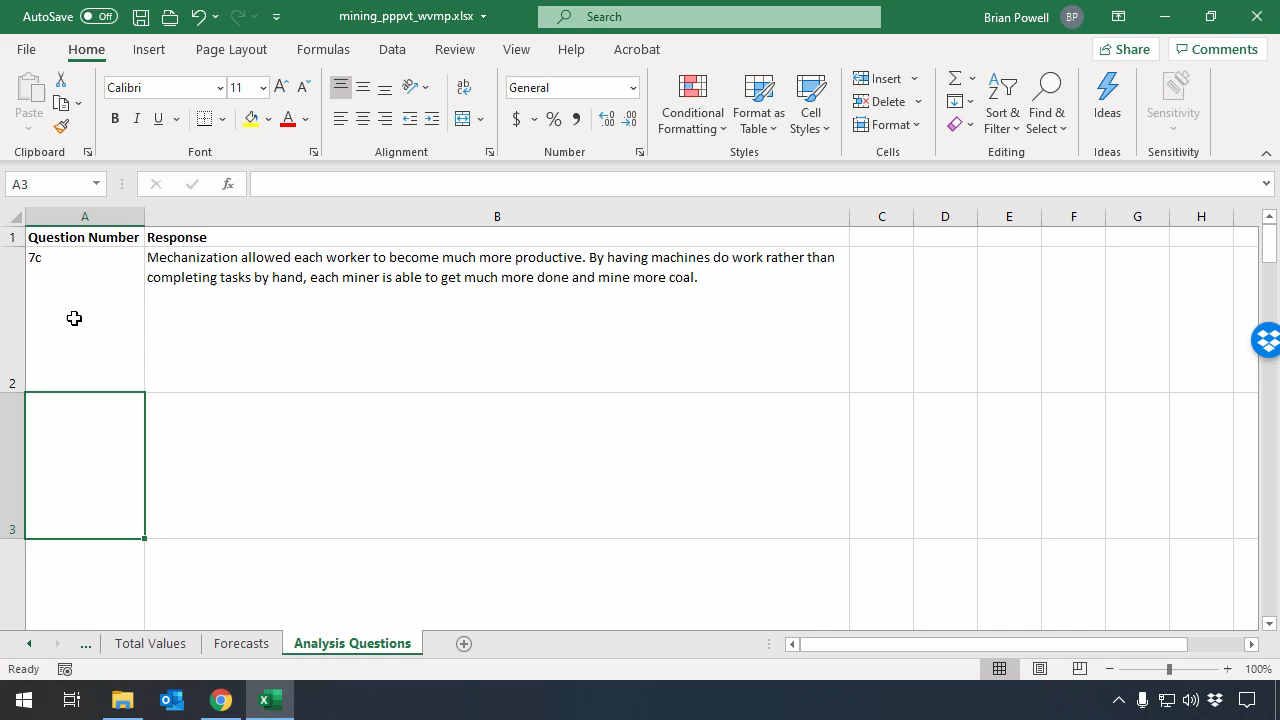 AutoSave Off mining_pppvt_wvmp.xlsx Search Brian Powell BP
File Home Insert Page Layout Formulas Data Review View Help Acrobat Share Comments
Paste Calibri 11 B I U General $ % Conditional Formatting Format as Table Cell Styles Insert Delete Format Sort & Filter Find & Select Ideas Sensitivity
Clipboard Font Alignment Number Styles Cells Editing Ideas Sensitivity
A3 fx
A B C D E F G H
1 Question Number Response
7c Mechanization allowed each worker to become much more productive. By having machines do work rather than
completing tasks by hand, each miner is able to get much more done and mine more coal.
2
3
... Total Values Forecasts Analysis Questions
Ready 100%